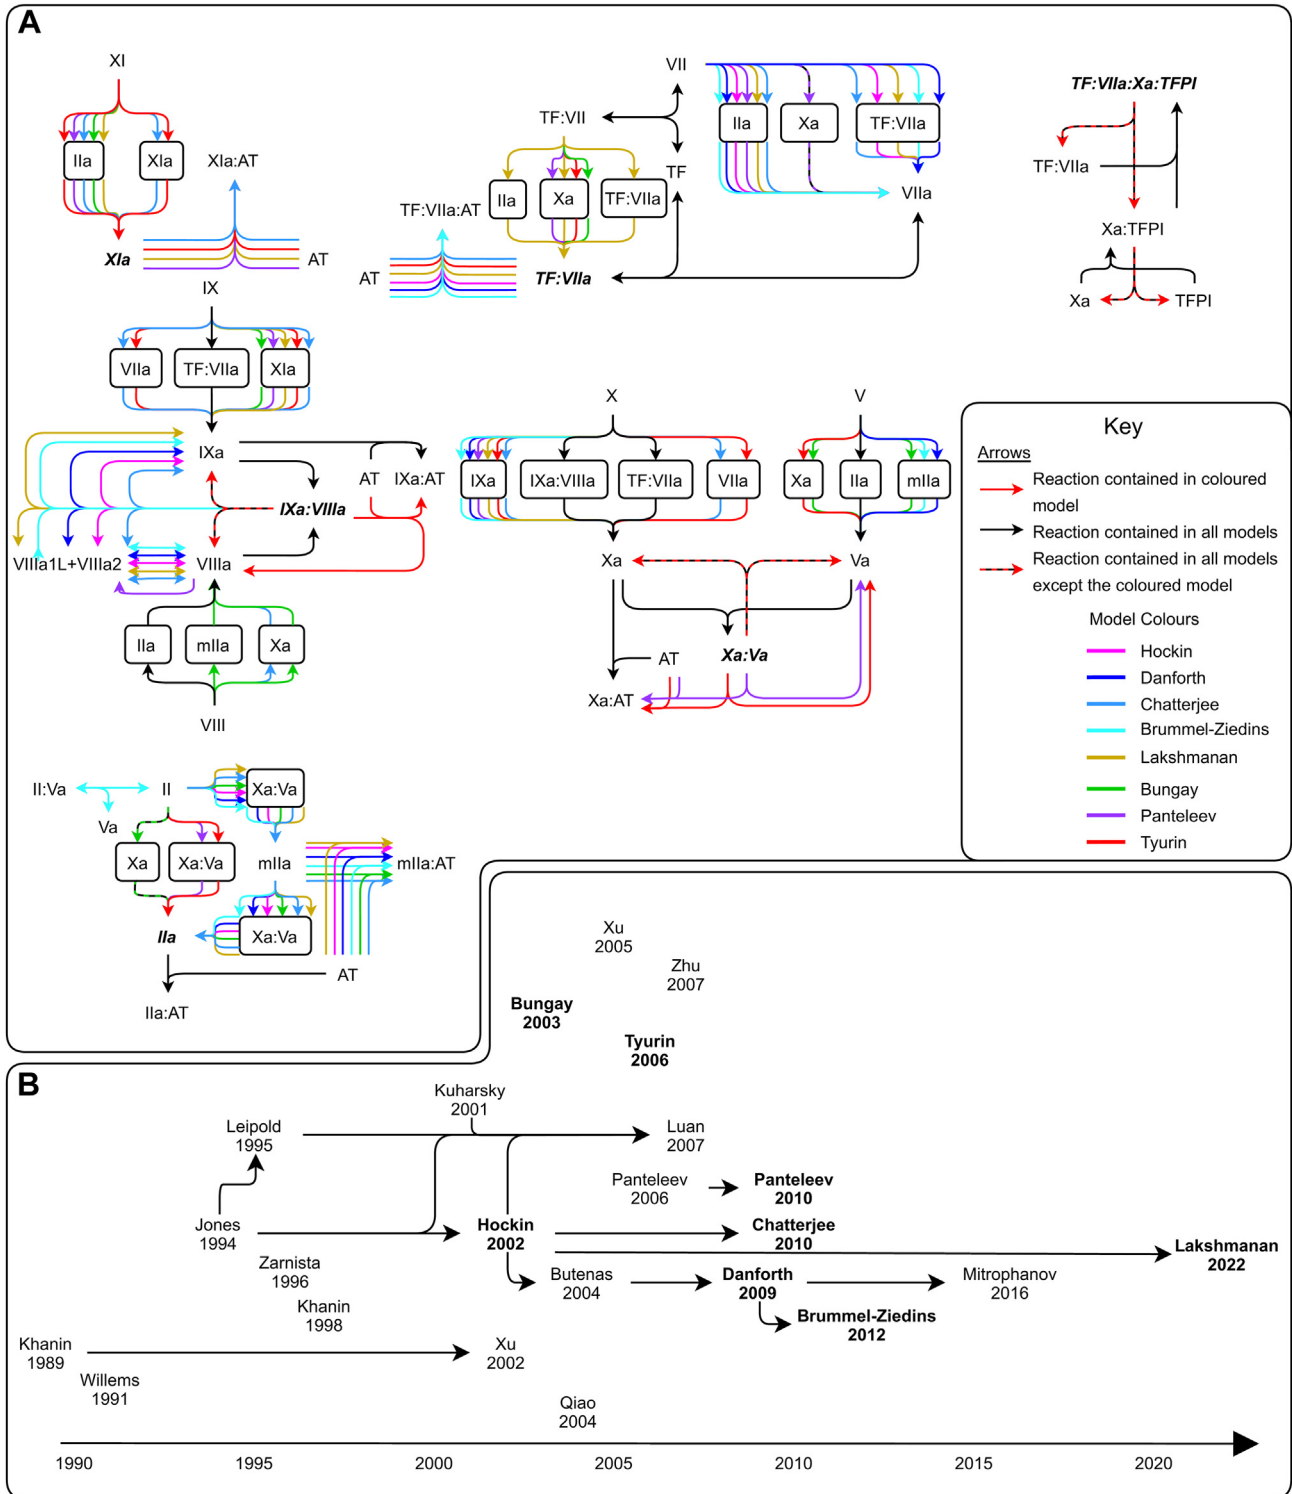 A
XI
IIa
XIa
XIa:AT
XIa
AT
TF:VII
VII
TF
IIa
Xa
TF:VIIa
IIa
Xa
TF:VIIa
VIIa
TF:VIIa:AT
AT
TF:VIIa
TF:VIIa:Xa:TFPI
TF:VIIa
Xa:TFPI
Xa
TFPI
IX
VIIa
TF:VIIa
XIa
IXa
AT
IXa:AT
IXa:VIIIa
VIIIa1L+VIIIa2
VIIIa
IIa
mIIa
Xa
VIII
X
V
IXa
IXa:VIIIa
TF:VIIa
VIIa
Xa
IIa
mIIa
Xa
Va
AT
Xa:Va
Xa:AT
Key
Arrows
Reaction contained in coloured
model
Reaction contained in all models
Reaction contained in all models
except the coloured model
Model Colours
Hockin
Danforth
Chatterjee
Brummel-Ziedins
Lakshmanan
Bungay
Panteleev
Tyurin
II:Va
II
Xa:Va
Va
Xa
Xa:Va
mIIa
mIIa:AT
IIa
Xa:Va
AT
IIa:AT
B
Xu
2005
Zhu
2007
Bungay
2003
Tyurin
2006
Kuharsky
2001
Leipold
1995
Luan
2007
Panteleev
2006
Panteleev
2010
Jones
1994
Hockin
2002
Chatterjee
2010
Lakshmanan
2022
Zarnista
1996
Butenas
2004
Danforth
2009
Mitrophanov
2016
Khanin
1998
Brummel-Ziedins
2012
Khanin
1989
Xu
2002
Willems
1991
Qiao
2004
1990 1995 2000 2005 2010 2015 2020